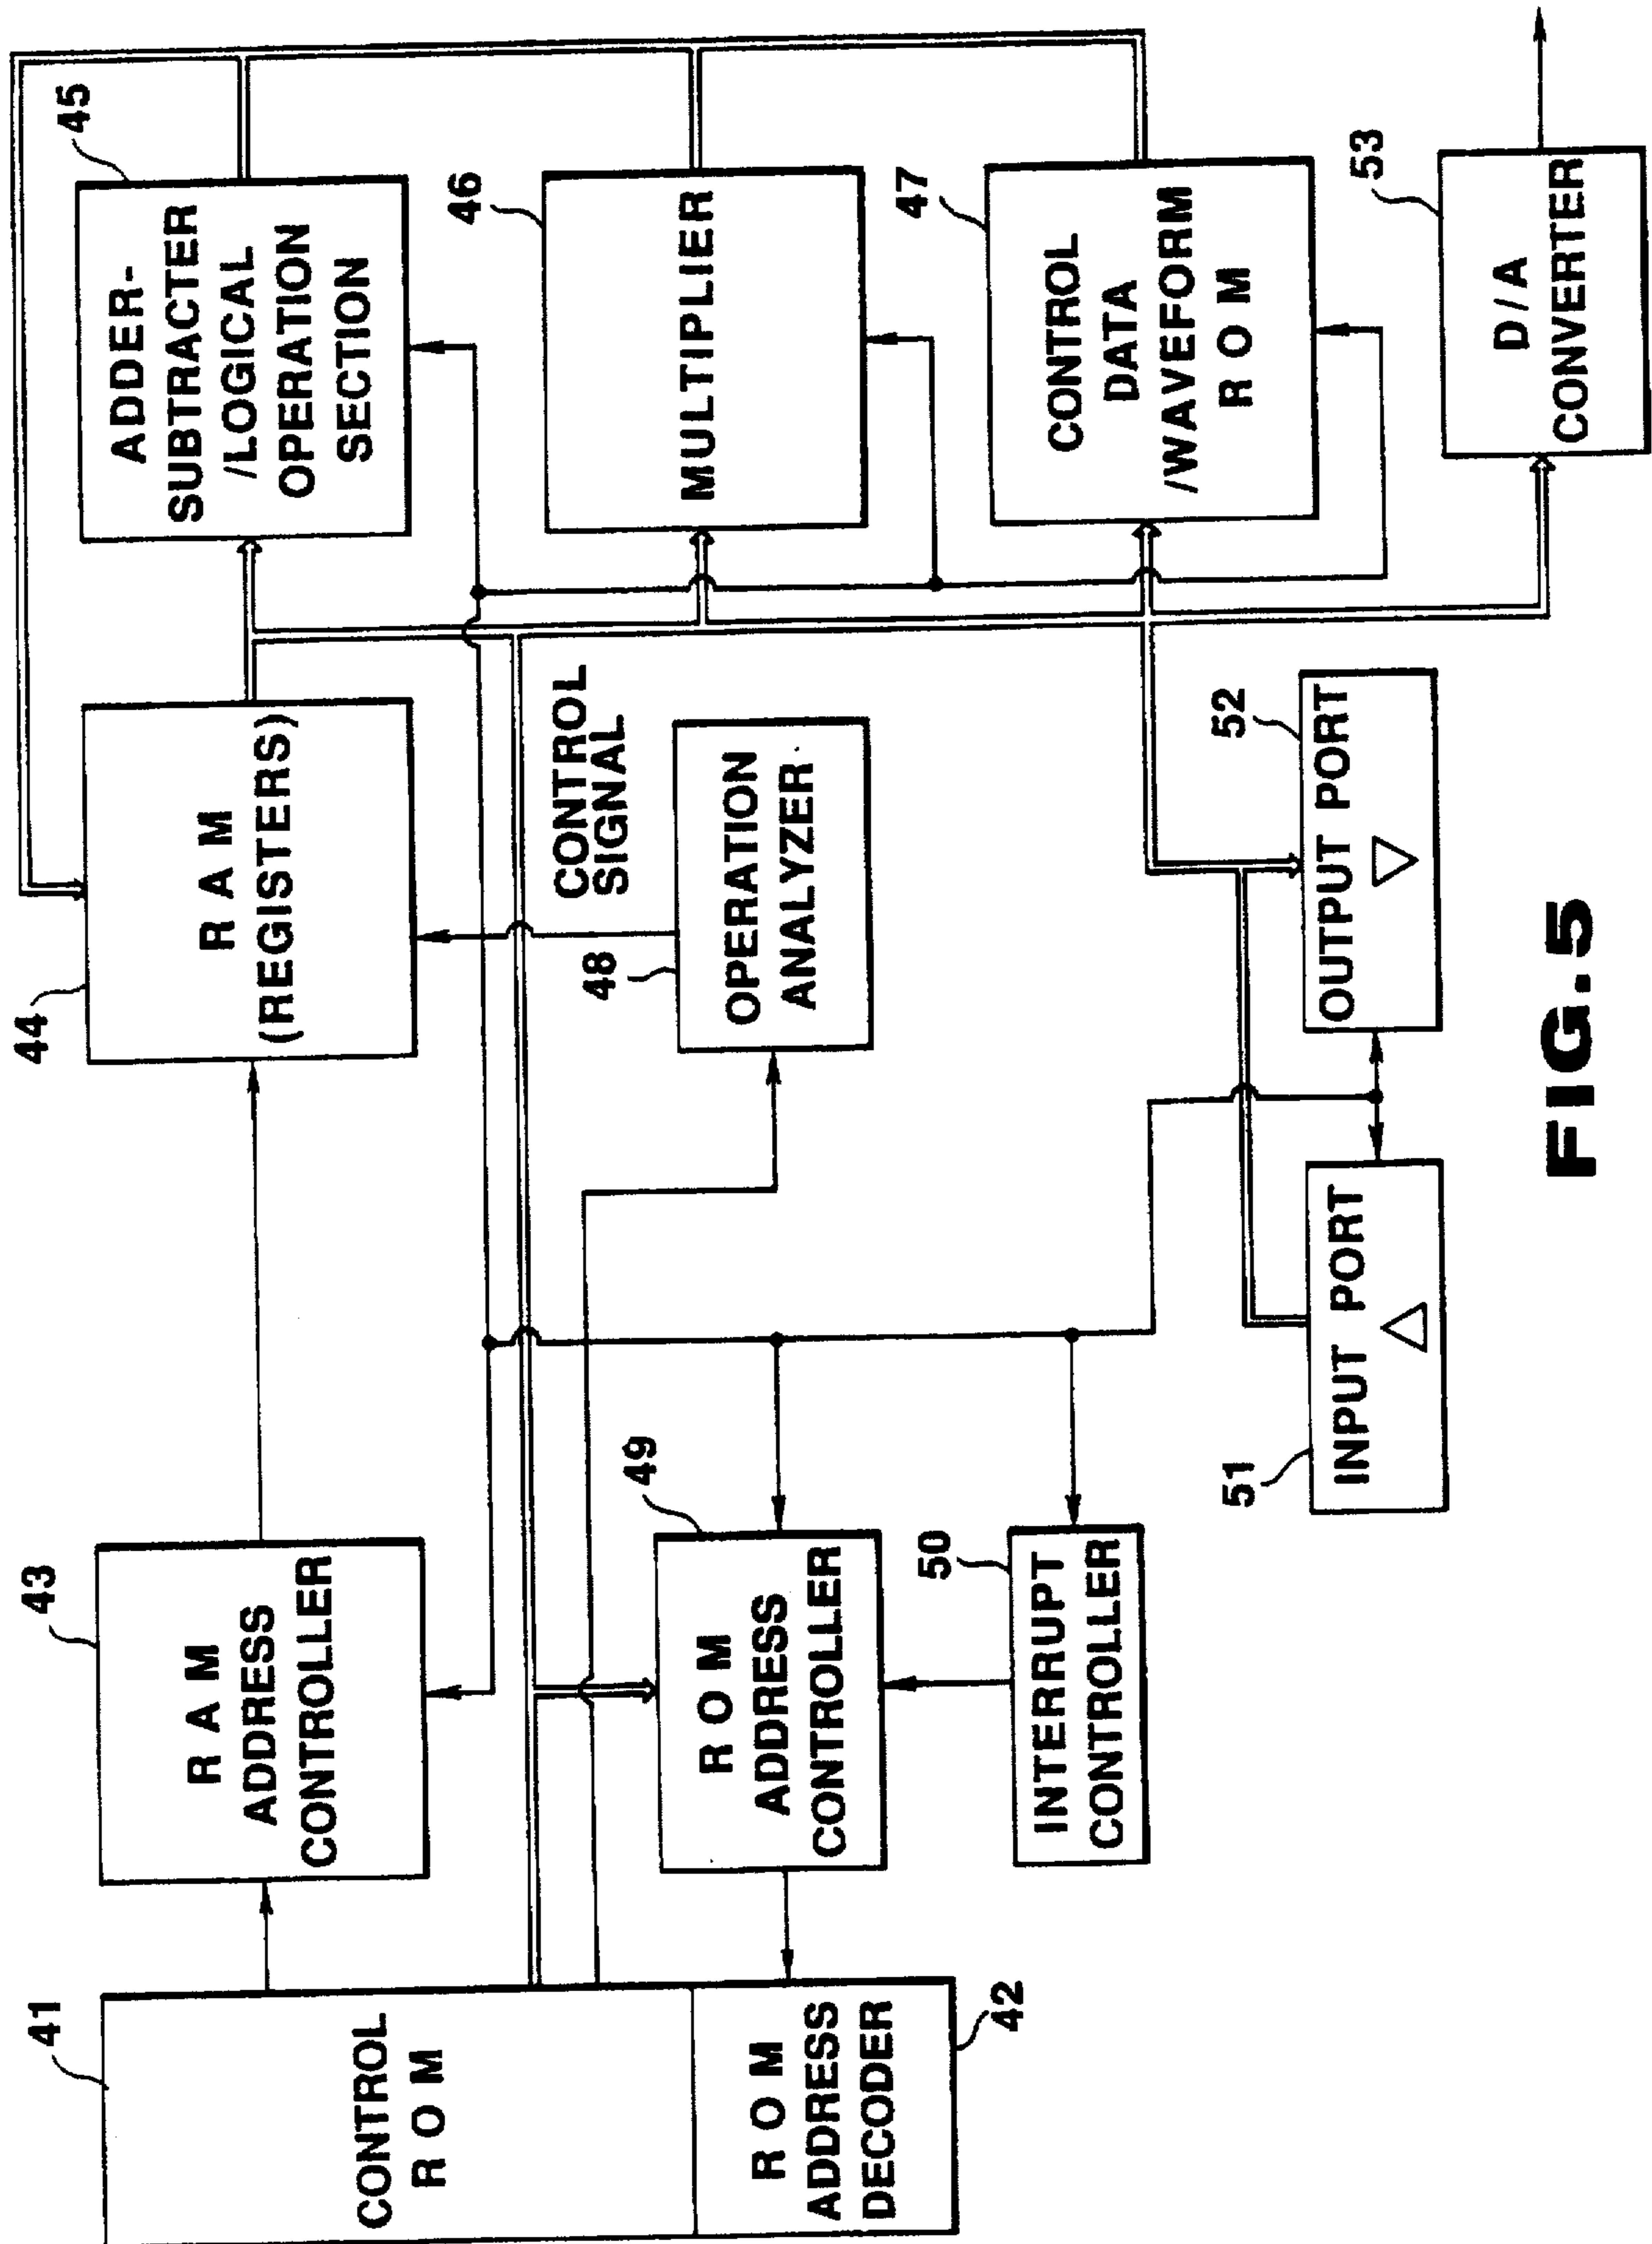 41
CONTROL
R O M
R O M
ADDRESS
DECODER
42
43
R A M
ADDRESS
CONTROLLER
44
R A M
(REGISTERS)
45
ADDER-
SUBTRACTER
/LOGICAL
OPERATION
SECTION
46
MULTIPLIER
47
CONTROL
DATA
/WAVEFORM
R O M
CONTROL
SIGNAL
48
OPERATION
ANALYZER
49
R O M
ADDRESS
CONTROLLER
50
INTERRUPT
CONTROLLER
51
INPUT PORT
52
OUTPUT PORT
53
D/A
CONVERTER
FIG.5